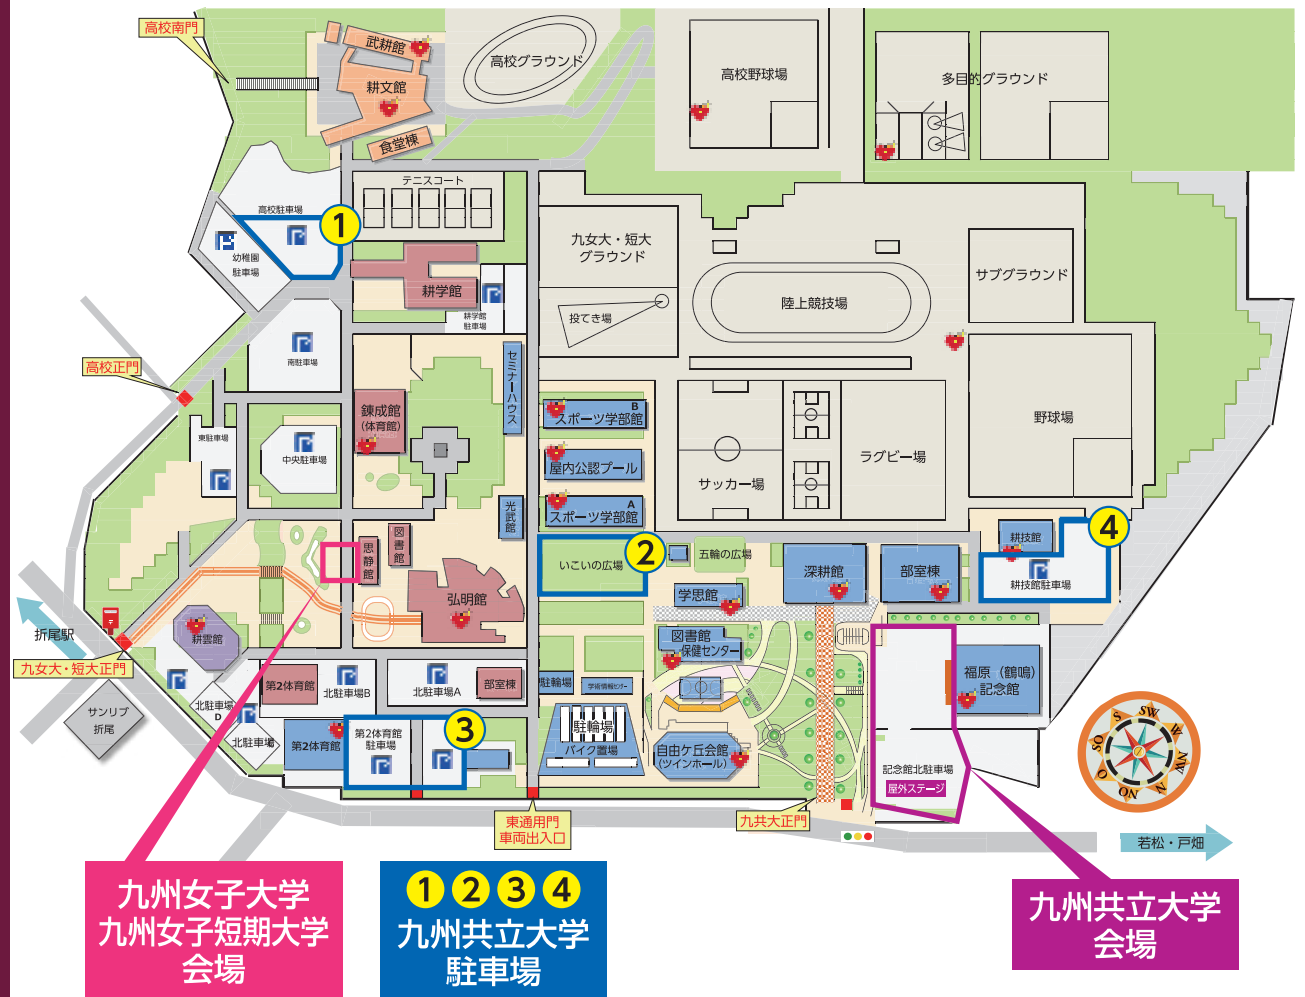 高校南門
武耕館
耕文館
食堂棟
高校グラウンド
高校野球場
多目的グラウンド
テニスコート
高校駐車場
1
幼稚園
駐車場
耕学館
耕学館
駐車場
九女大・短大
グラウンド
投てき場
陸上競技場
サブグラウンド
南駐車場
高校正門
セミナーハウス
錬成館
(体育館)
B
スポーツ学部館
屋内公認プール
A
スポーツ学部館
サッカー場
ラグビー場
野球場
東駐車場
中央駐車場
光武館
図書館
思静館
いこいの広場
2
五輪の広場
深耕館
部室棟
耕技館
4
耕技館駐車場
弘明館
学思館
図書館
保健センター
折尾駅
耕雲館
九女大・短大正門
サンリブ
折尾
北駐車場
D
北駐車場
第2体育館
北駐車場B
北駐車場A
部室棟
駐輪場
学術情報センター
福原(鶴鳴)
記念館
第2体育館
第2体育館
駐車場
3
駐輪場
バイク置場
自由ケ丘会館
(ツインホール)
記念館北駐車場
屋外ステージ
S
SW
W
NW
N
NO
O
SO
東通用門
車両出入口
九共大正門
若松・戸畑
九州女子大学
九州女子短期大学
会場
1 2 3 4
九州共立大学
駐車場
九州共立大学
会場